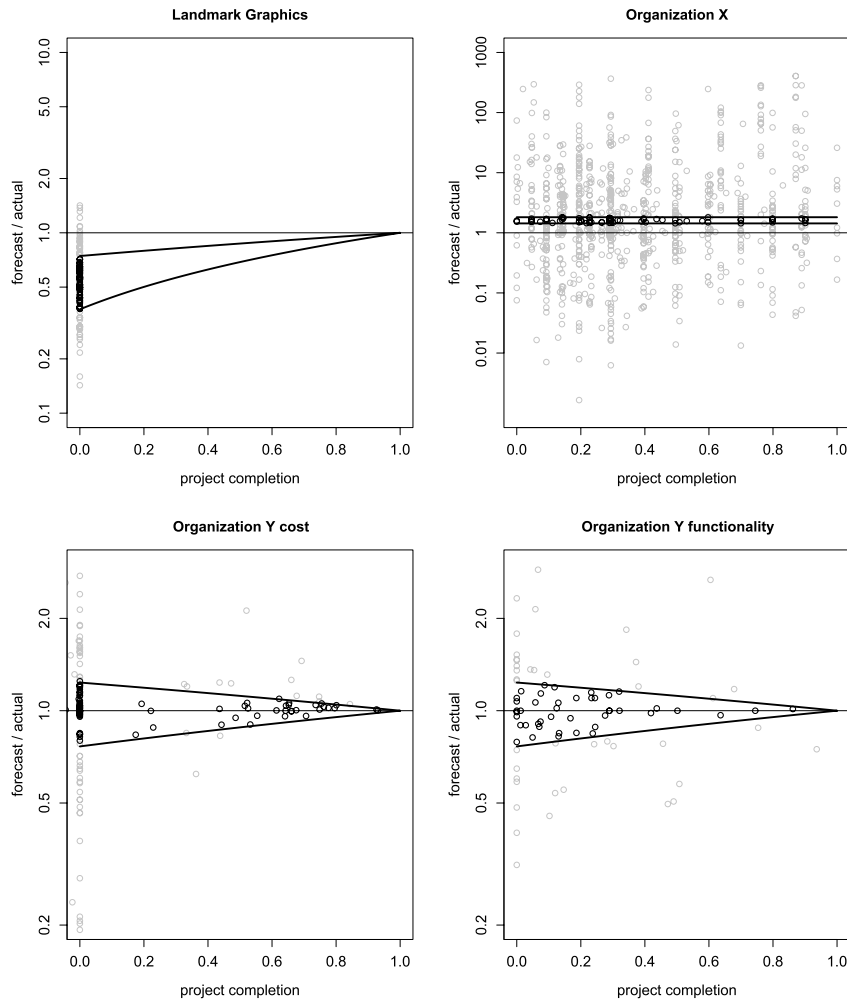 Landmark Graphics
forecast / actual
10.0
5.0
2.0
1.0
0.5
0.2
0.1
0.0 0.2 0.4 0.6 0.8 1.0
project completion
Organization X
forecast / actual
1000
100
10
1
0.1
0.01
0.0 0.2 0.4 0.6 0.8 1.0
project completion
Organization Y cost
forecast / actual
2.0
1.0
0.5
0.2
0.0 0.2 0.4 0.6 0.8 1.0
project completion
Organization Y functionality
forecast / actual
2.0
1.0
0.5
0.2
0.0 0.2 0.4 0.6 0.8 1.0
project completion